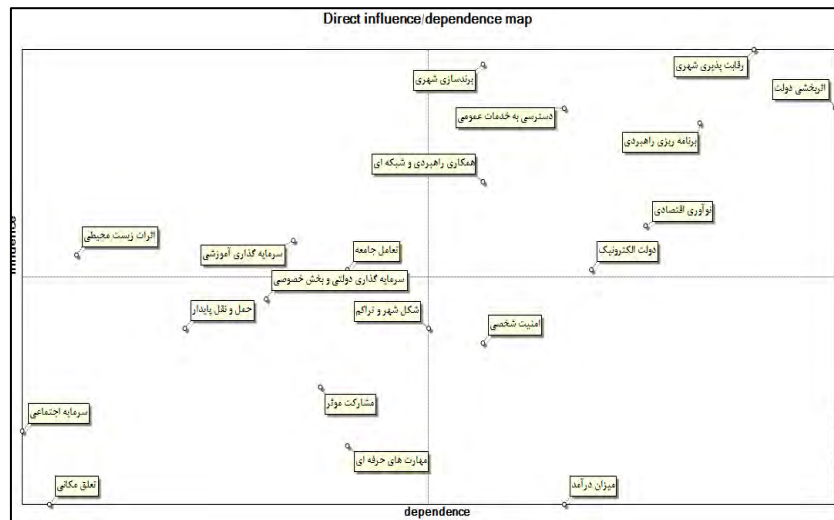 Direct influence/dependence map
رقابت پذیری شهری
برندسازی شهری
اثربخشی دولت
دسترسی به خدمات عمومی
برنامه ریزی راهبردی
همکاری راهبردی و شبکه ای
نوآوری اقتصادی
influence
اثرات زیست محیطی
سرمایه گذاری آموزشی
تعامل جامعه
دولت الکترونیک
سرمایه گذاری دولتی و بخش خصوصی
حمل و نقل پایدار
شکل شهر و تراکم
امنیت شخصی
مشارکت موثر
سرمایه اجتماعی
مهارت های حرفه ای
تعلق مکانی
میزان درآمد
dependence